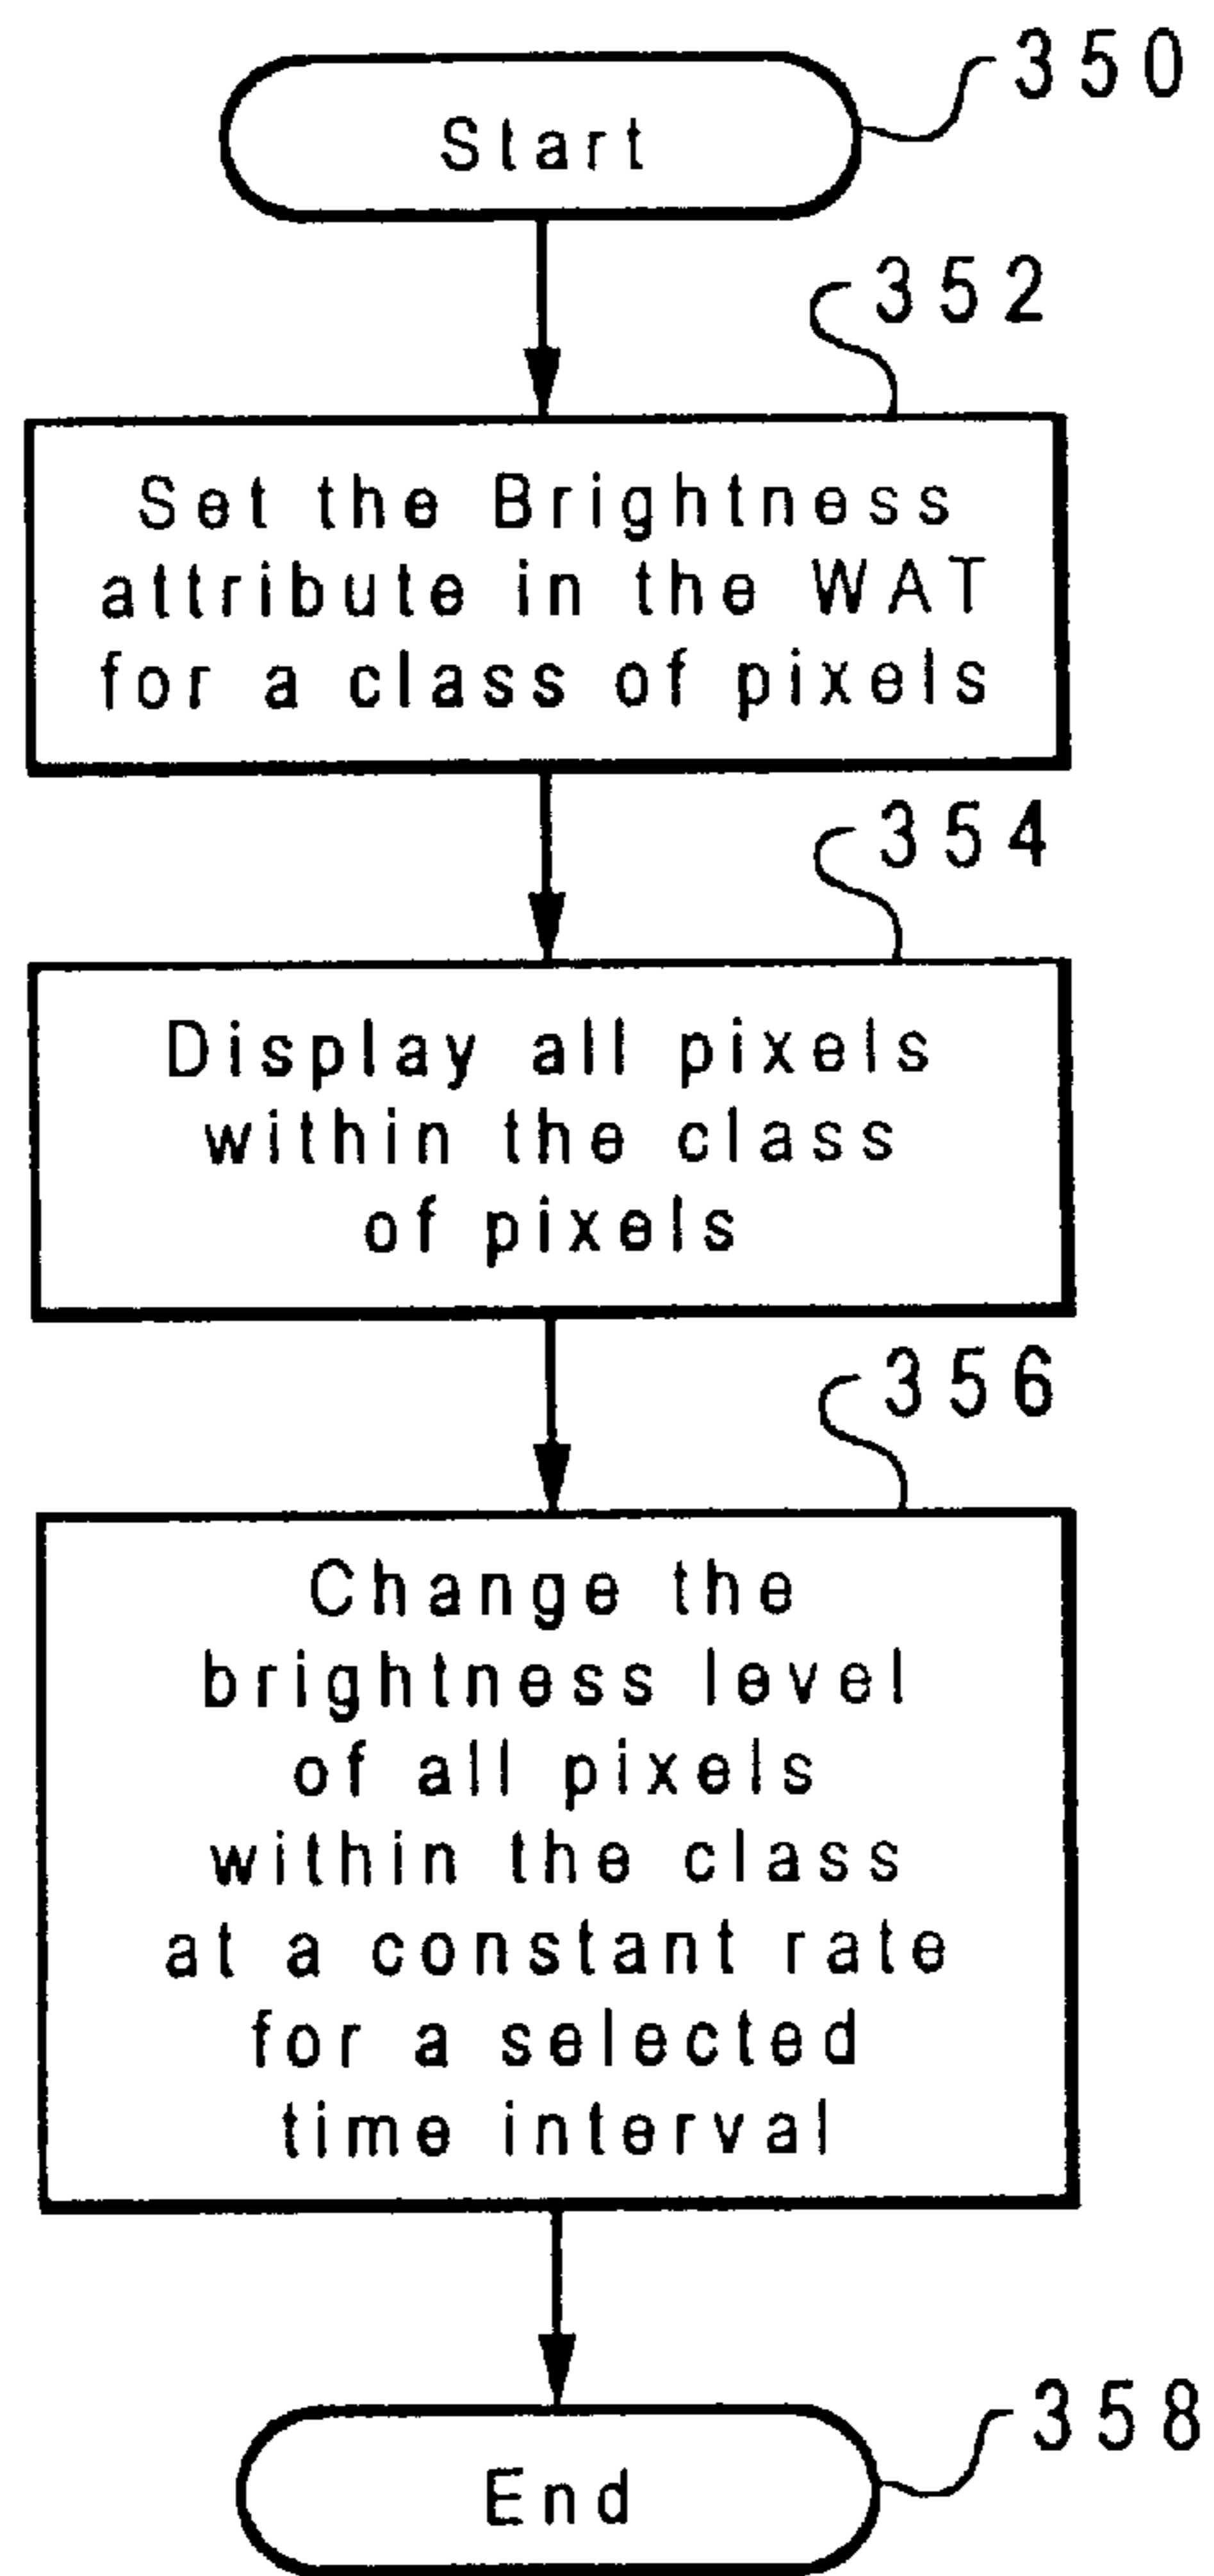 350
Start
352
Set the Brightness
attribute in the WAT
for a class of pixels
354
Display all pixels
within the class
of pixels
356
Change the
brightness level
of all pixels
within the class
at a constant rate
for a selected
time interval
358
End